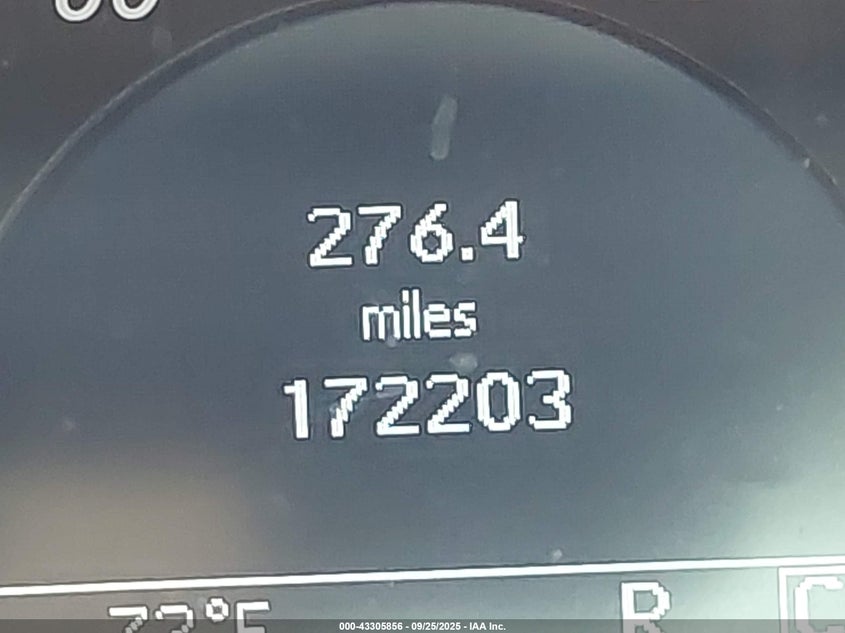 276.4
miles
172203
°F
R
C
000-43305856 - 09/25/2025 - IAA Inc.